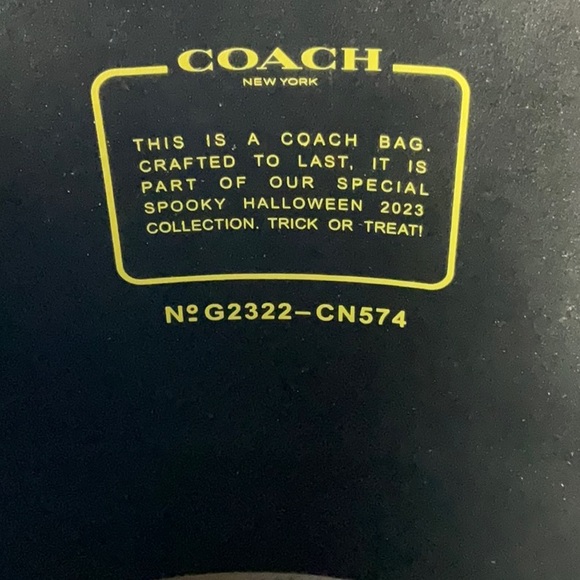 COACH
NEW YORK
THIS IS A COACH BAG.
CRAFTED TO LAST, IT IS
PART OF OUR SPECIAL
SPOOKY HALLOWEEN 2023
COLLECTION. TRICK OR TREAT!
Nº G2322-CN574